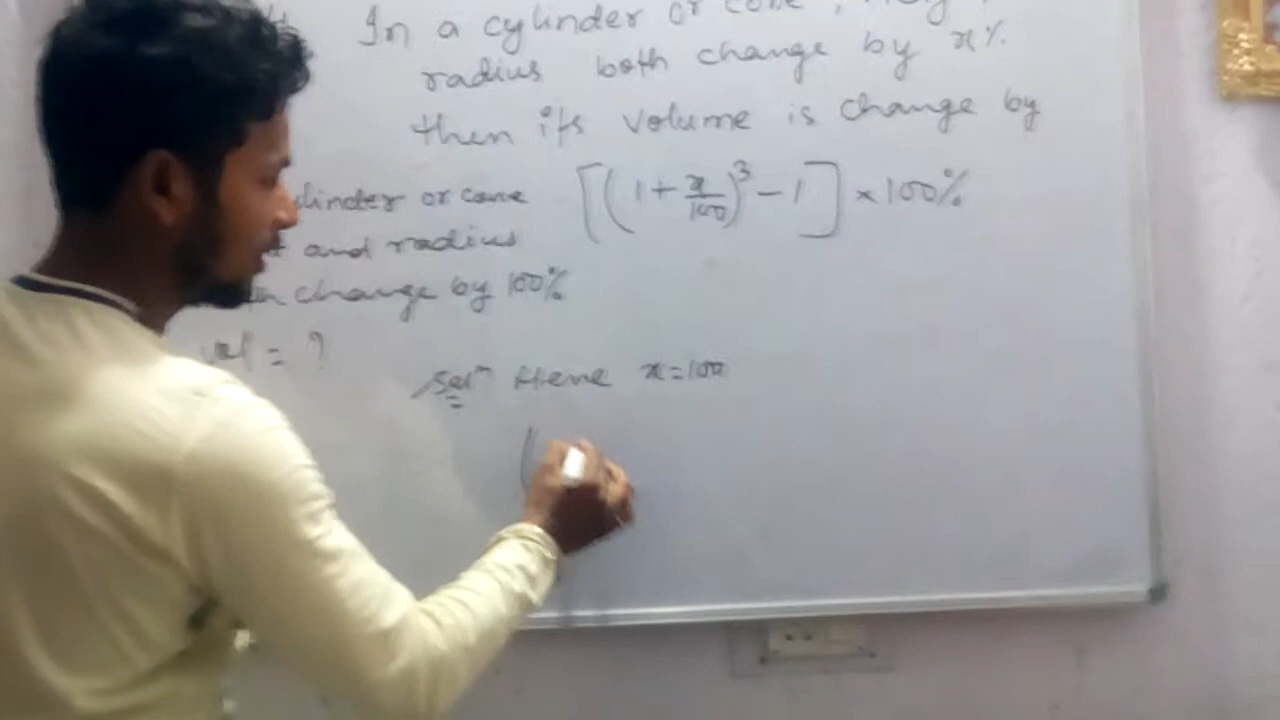 In a cylinder or cone,
radius both change by x%
then its volume is change by
[(1+x/100)³-1] × 100%
cylinder or cone
and radius
change by 100%
vol = ?
Solⁿ Here x=100
(